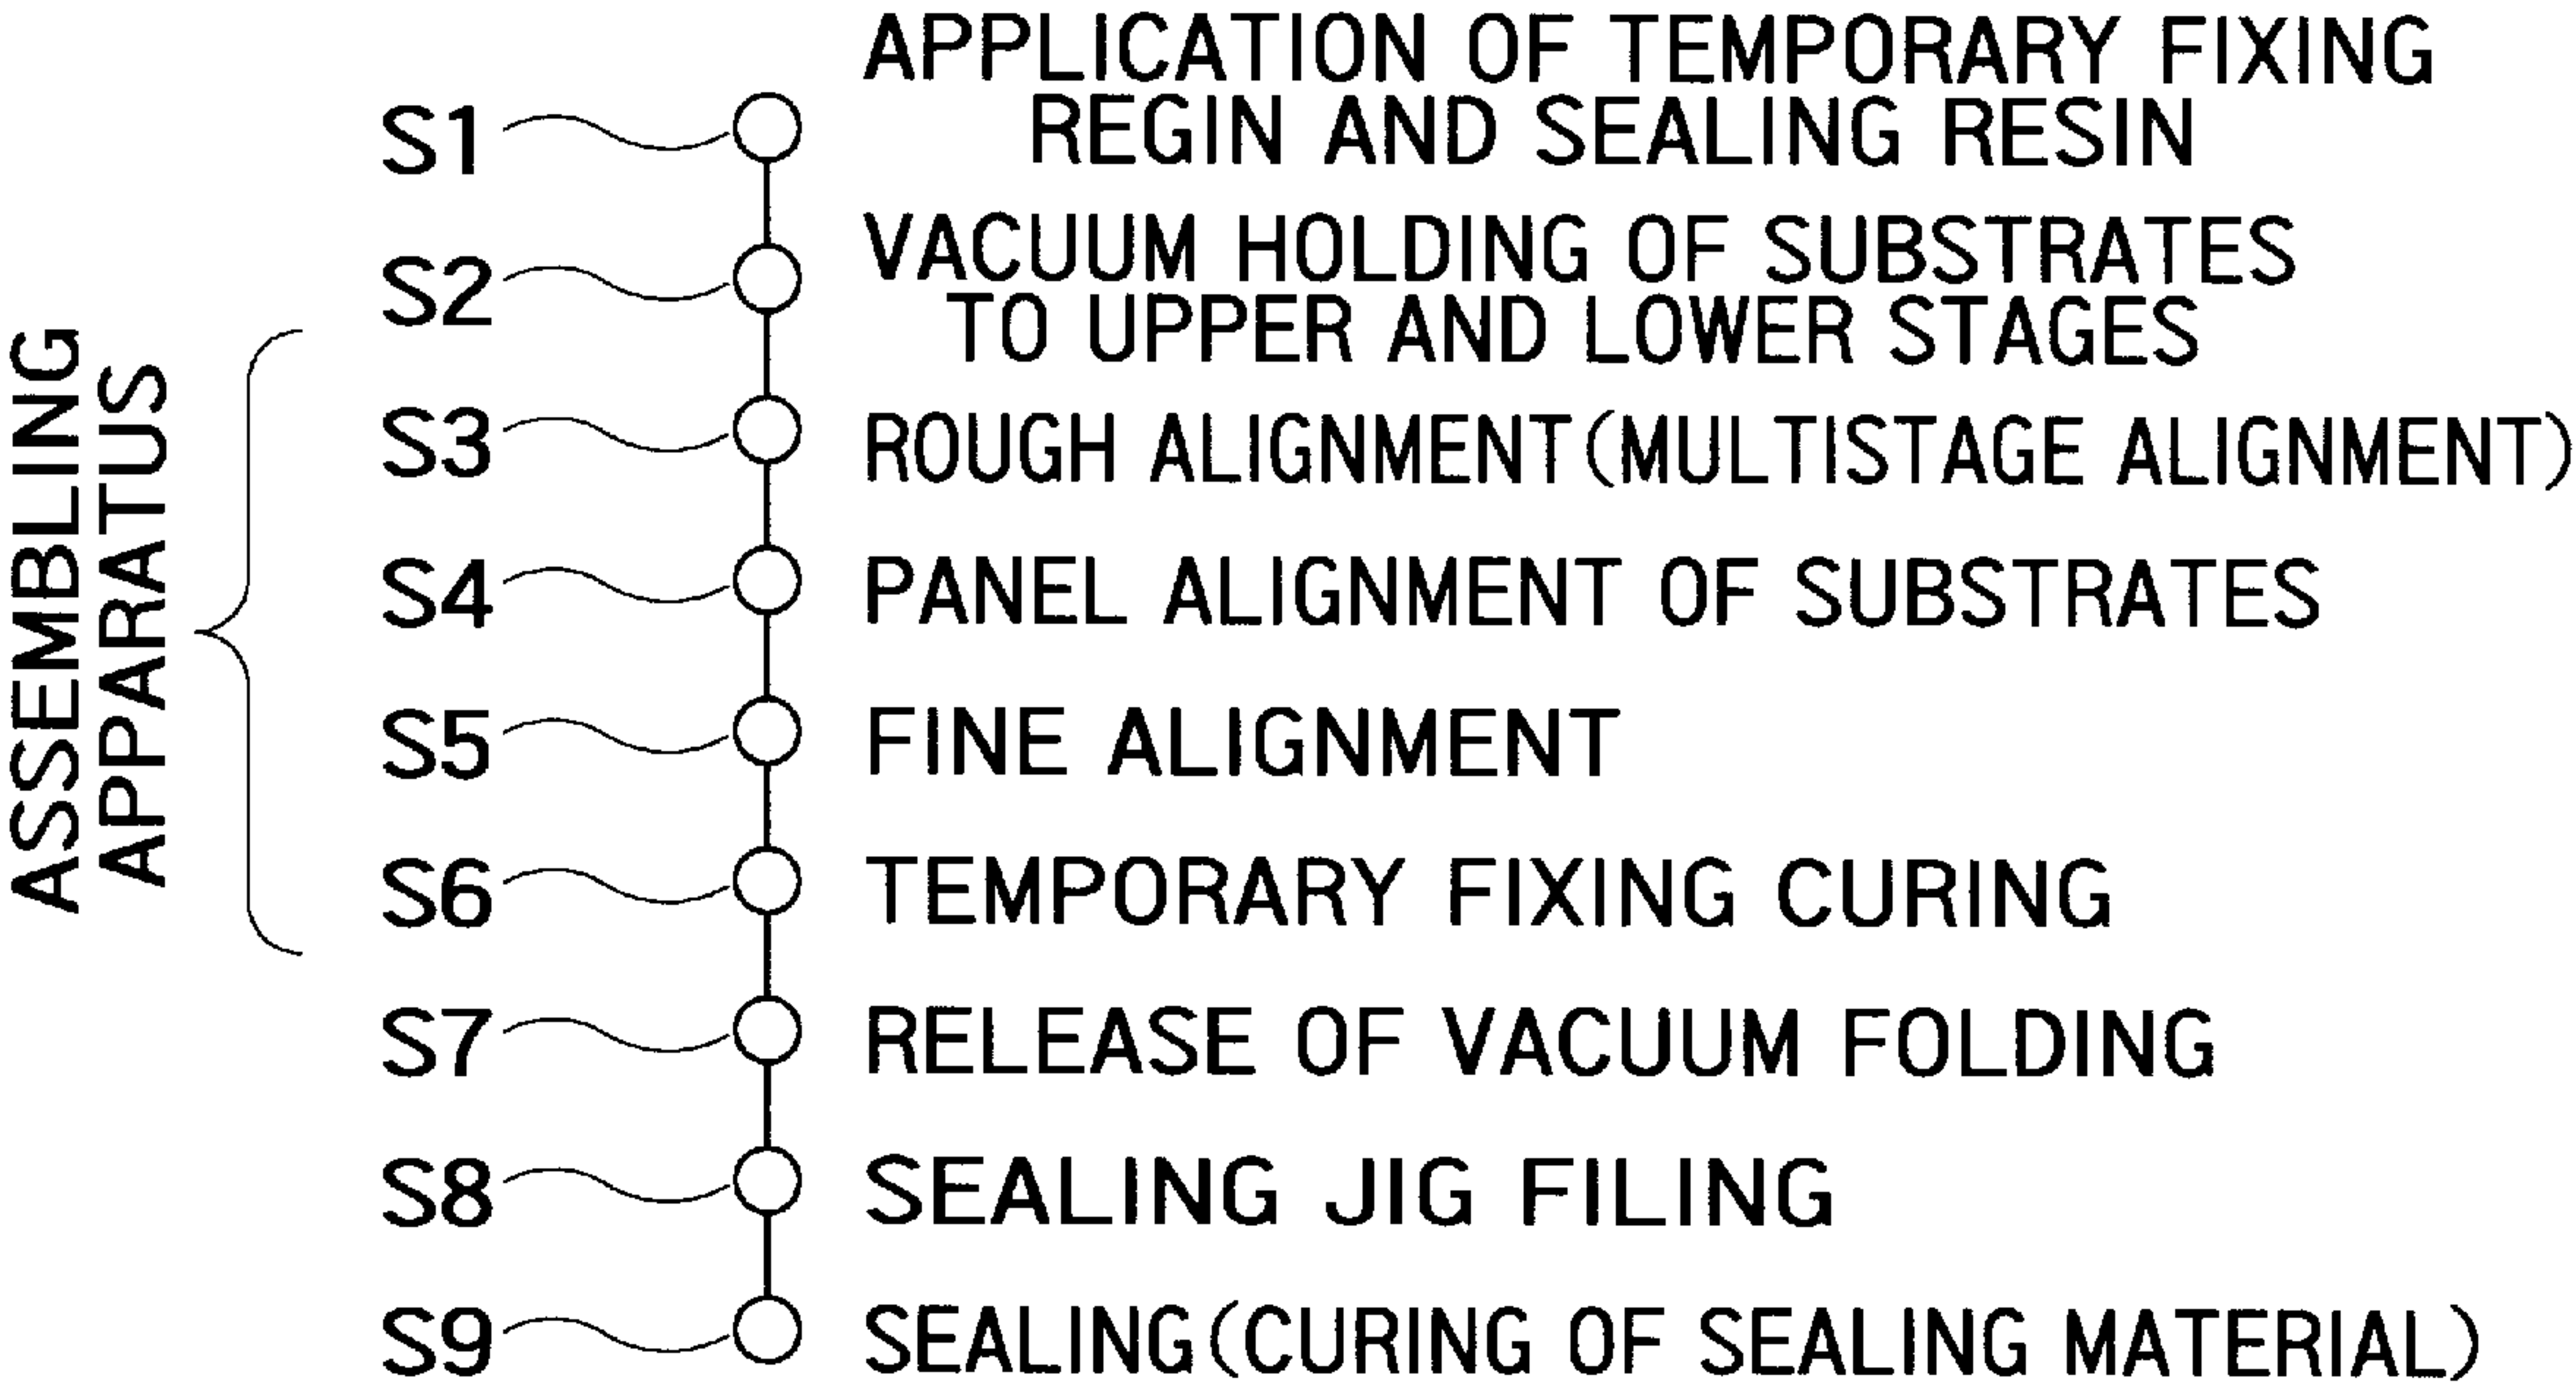 APPLICATION OF TEMPORARY FIXING
S1 REGIN AND SEALING RESIN
VACUUM HOLDING OF SUBSTRATES
S2 TO UPPER AND LOWER STAGES
S3 ROUGH ALIGNMENT(MULTISTAGE ALIGNMENT)
S4 PANEL ALIGNMENT OF SUBSTRATES
S5 FINE ALIGNMENT
S6 TEMPORARY FIXING CURING
S7 RELEASE OF VACUUM FOLDING
S8 SEALING JIG FILING
S9 SEALING(CURING OF SEALING MATERIAL)
ASSEMBLING
APPARATUS